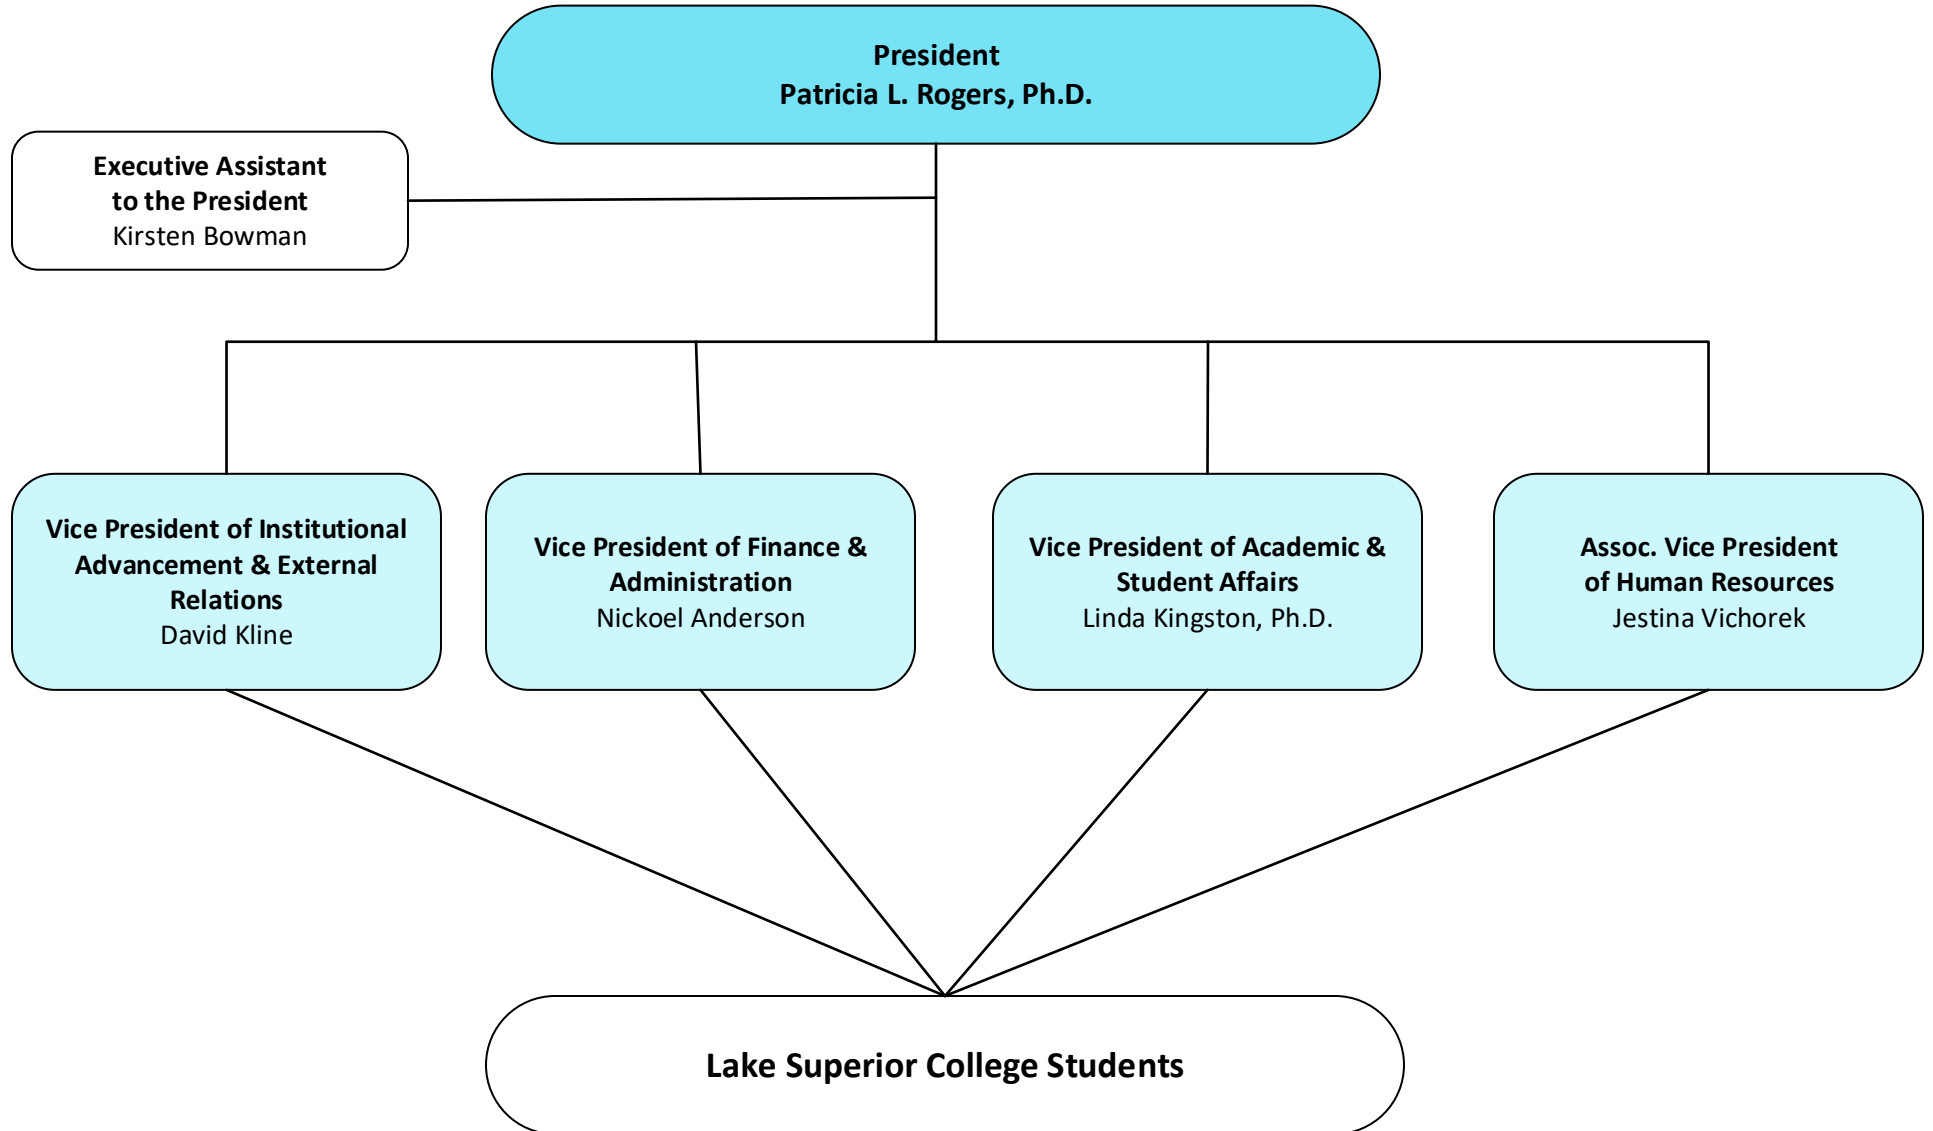 President
Patricia L. Rogers, Ph.D.
Executive Assistant
to the President
Kirsten Bowman
Vice President of Institutional
Advancement & External
Relations
David Kline
Vice President of Finance &
Administration
Nickoel Anderson
Vice President of Academic &
Student Affairs
Linda Kingston, Ph.D.
Assoc. Vice President
of Human Resources
Jestina Vichorek
Lake Superior College Students